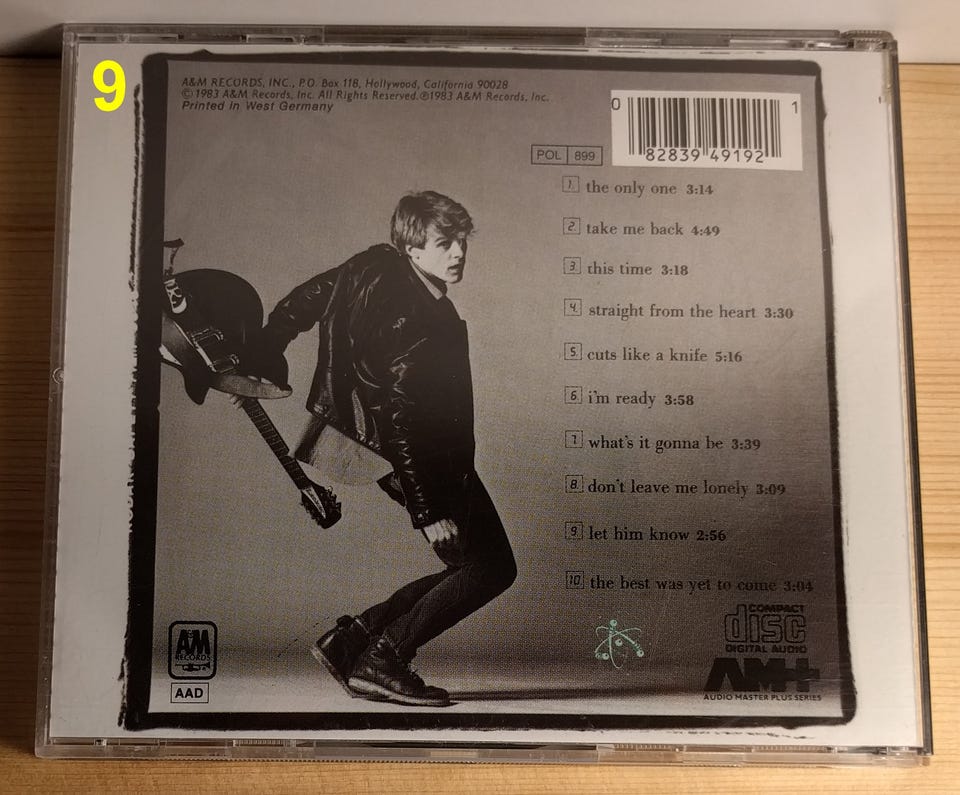 9
A&M RECORDS, INC., P.O. Box 118, Hollywood, California 90028
©1983 A&M Records, Inc. All Rights Reserved.℗1983 A&M Records, Inc.
Printed in West Germany
0 82839 49192 1
POL 899
1. the only one 3:14
2. take me back 4:49
3. this time 3:18
4. straight from the heart 3:30
5. cuts like a knife 5:16
6. i'm ready 3:58
7. what's it gonna be 3:39
8. don't leave me lonely 3:09
9. let him know 2:56
10 the best was yet to come 3:04
A&M
RECORDS
AAD
COMPACT
disc
DIGITAL AUDIO
AM+
AUDIO MASTER PLUS SERIES